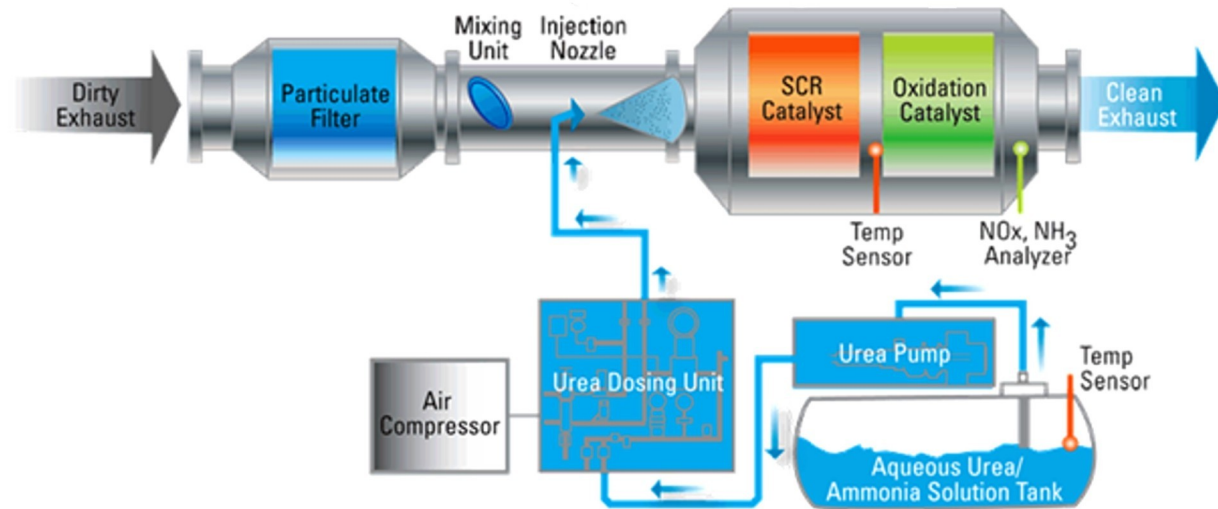 Mixing
Unit
Injection
Nozzle
Dirty
Exhaust
Particulate
Filter
SCR
Catalyst
Oxidation
Catalyst
Clean
Exhaust
Temp
Sensor
NOx, NH3
Analyzer
Air
Compressor
Urea Dosing Unit
Urea Pump
Temp
Sensor
Aqueous Urea/
Ammonia Solution Tank